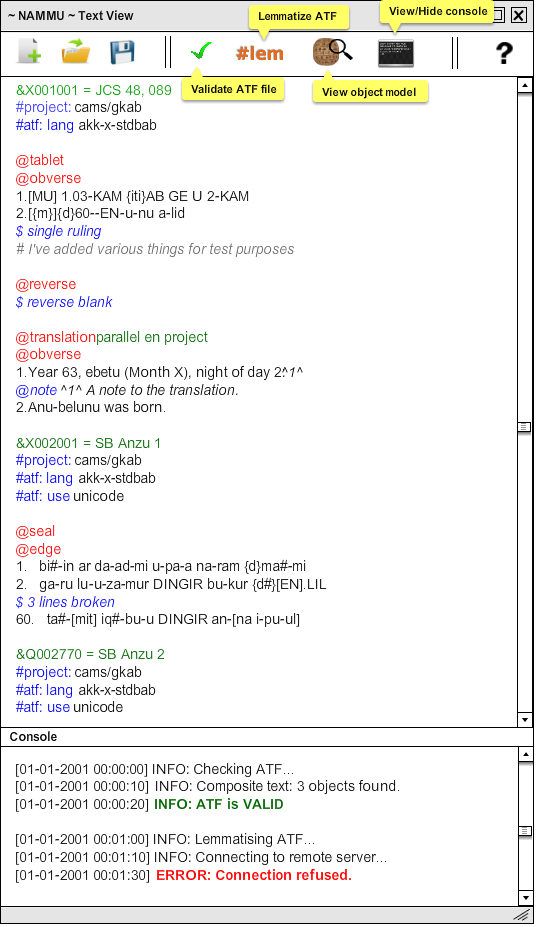 ~ NAMMU ~ Text View
Lemmatize ATF
View/Hide console
#lem
?
Validate ATF file
View object model
&X001001 = JCS 48, 089
#project: cams/gkab
#atf: lang akk-x-stdbab
@tablet
@obverse
1.[MU] 1.03-KAM {iti}AB GE U 2-KAM
2.[{m}]{d}60--EN-u-nu a-lid
$ single ruling
# I've added various things for test purposes
@reverse
$ reverse blank
@translationparallel en project
@obverse
1.Year 63, ebetu (Month X), night of day 2:^1^
@note ^1^ A note to the translation.
2.Anu-belunu was born.
&X002001 = SB Anzu 1
#project: cams/gkab
#atf: lang akk-x-stdbab
#atf: use unicode
@seal
@edge
1. bi#-in ar da-ad-mi u-pa-a na-ram {d}ma#-mi
2. ga-ru lu-u-za-mur DINGIR bu-kur {d#}[EN].LIL
$ 3 lines broken
60. ta#-[mit] iq#-bu-u DINGIR an-[na i-pu-ul]
&Q002770 = SB Anzu 2
#project: cams/gkab
#atf: lang akk-x-stdbab
#atf: use unicode
Console
[01-01-2001 00:00:00] INFO: Checking ATF...
[01-01-2001 00:00:10] INFO: Composite text: 3 objects found.
[01-01-2001 00:00:20] INFO: ATF is VALID
[01-01-2001 00:01:00] INFO: Lemmatising ATF...
[01-01-2001 00:01:10] INFO: Connecting to remote server...
[01-01-2001 00:01:30] ERROR: Connection refused.